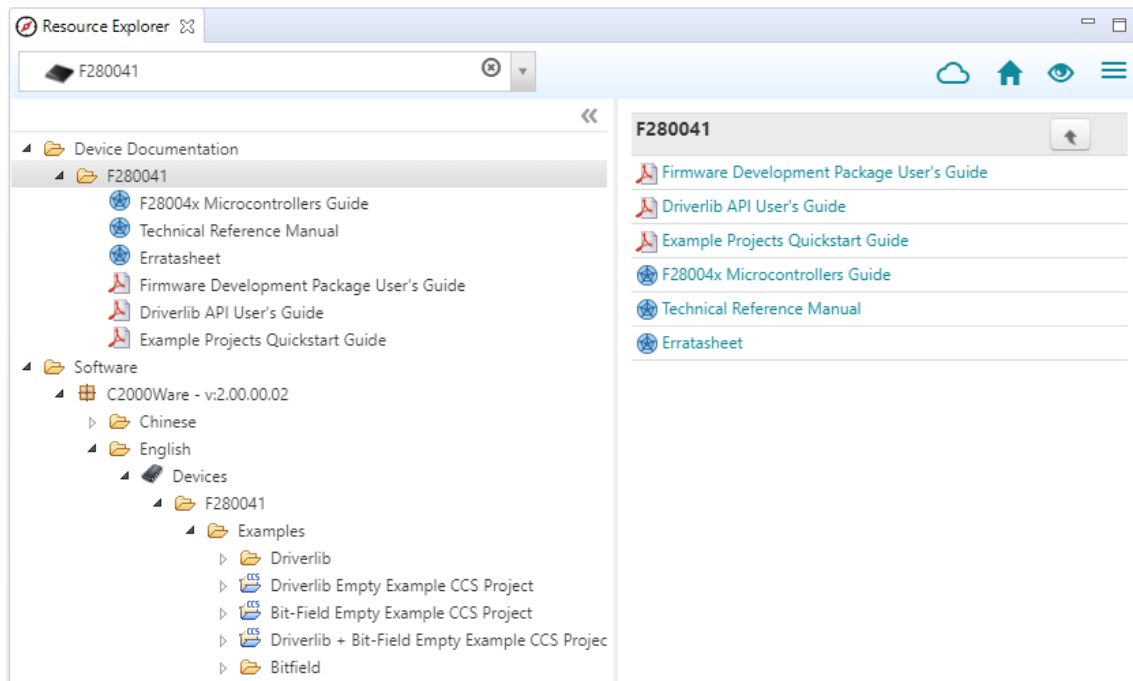 Resource Explorer
F280041
Device Documentation
F280041
F28004x Microcontrollers Guide
Technical Reference Manual
Erratasheet
Firmware Development Package User's Guide
Driverlib API User's Guide
Example Projects Quickstart Guide
Software
C2000Ware - v:2.00.00.02
Chinese
English
Devices
F280041
Examples
Driverlib
CCS Driverlib Empty Example CCS Project
CCS Bit-Field Empty Example CCS Project
CCS Driverlib + Bit-Field Empty Example CCS Projec
Bitfield
F280041
Firmware Development Package User's Guide
Driverlib API User's Guide
Example Projects Quickstart Guide
F28004x Microcontrollers Guide
Technical Reference Manual
Erratasheet